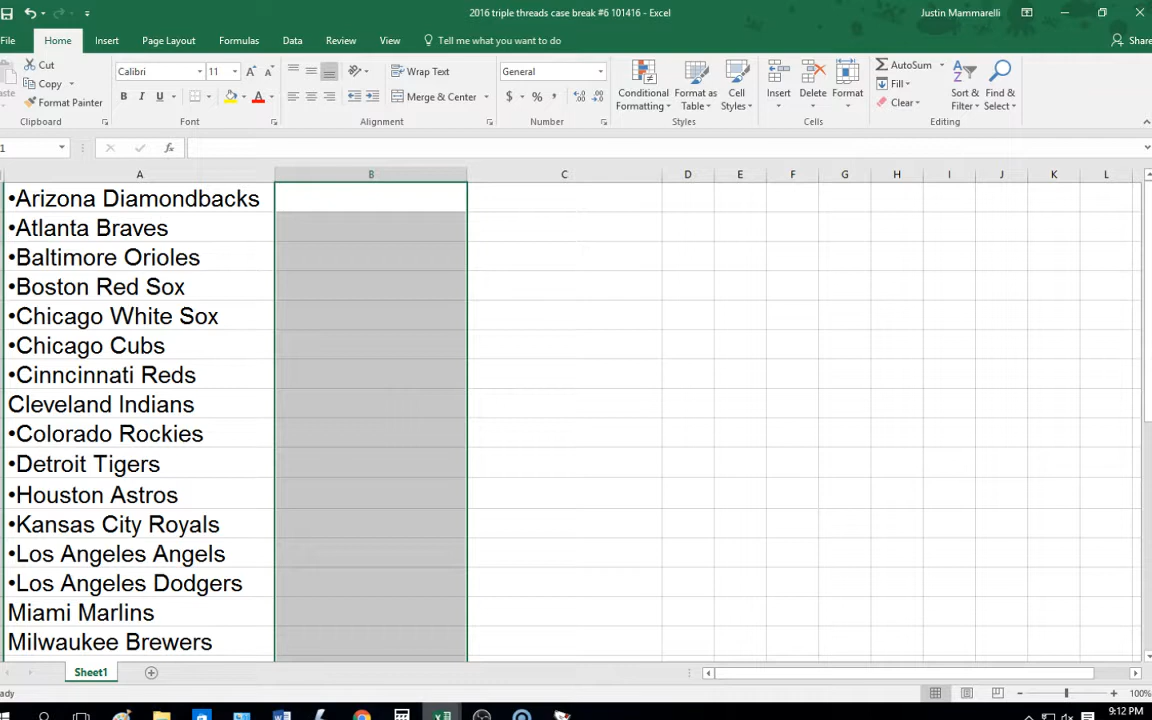 2016 triple threads case break #6 101416 - Excel
Justin Mammarelli
File Home Insert Page Layout Formulas Data Review View Tell me what you want to do Share
Cut
Copy
Format Painter
Clipboard
Calibri 11
B I U
Font
Wrap Text
Merge & Center
Alignment
General
$ % ,
Number
Conditional Formatting
Format as Table
Cell Styles
Styles
Insert Delete Format
Cells
AutoSum
Fill
Clear
Sort & Filter
Find & Select
Editing
fx
A B C D E F G H I J K L
•Arizona Diamondbacks
•Atlanta Braves
•Baltimore Orioles
•Boston Red Sox
•Chicago White Sox
•Chicago Cubs
•Cinncinnati Reds
Cleveland Indians
•Colorado Rockies
•Detroit Tigers
•Houston Astros
•Kansas City Royals
•Los Angeles Angels
•Los Angeles Dodgers
Miami Marlins
Milwaukee Brewers
Sheet1
100%
9:12 PM